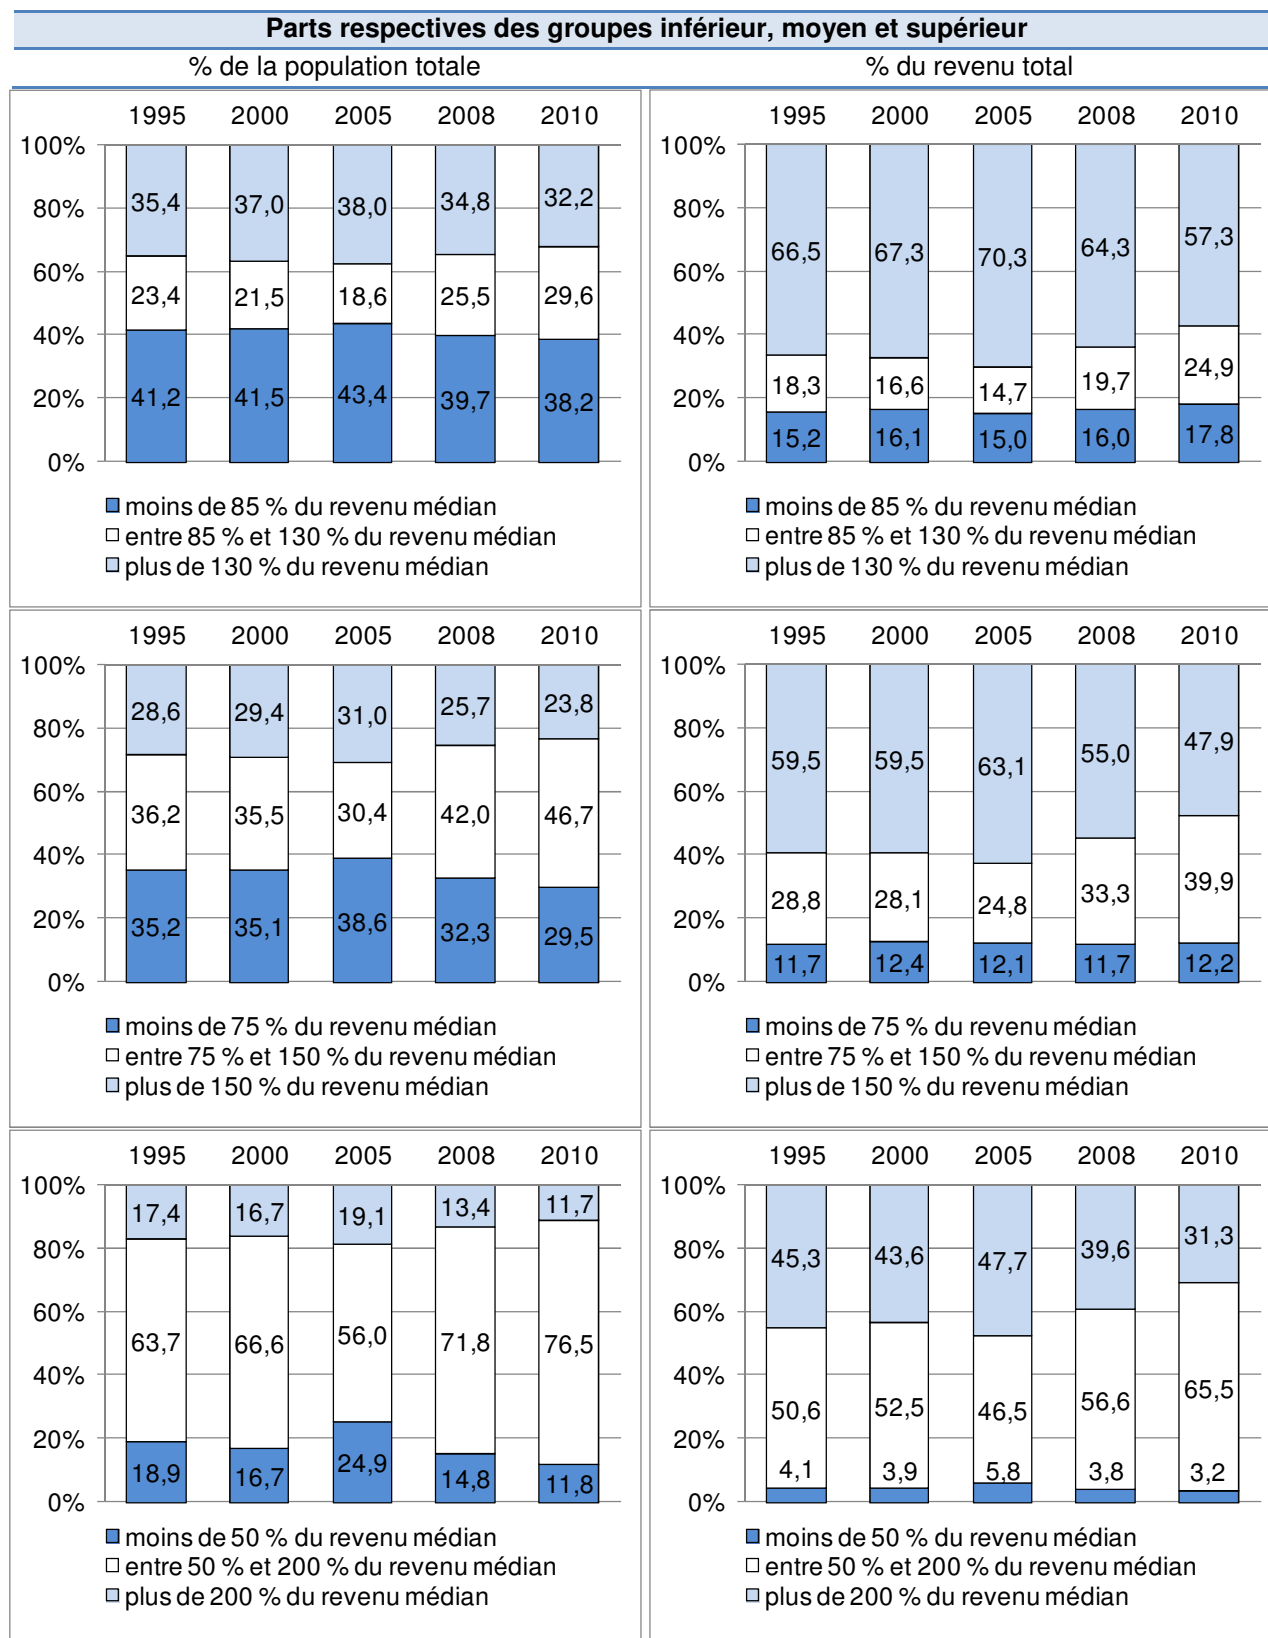 Parts respectives des groupes inférieur, moyen et supérieur
% de la population totale
% du revenu total
1995 2000 2005 2008 2010
100%
80%
60%
40%
20%
0%
35,4 37,0 38,0 34,8 32,2
23,4 21,5 18,6 25,5 29,6
41,2 41,5 43,4 39,7 38,2
moins de 85 % du revenu médian
entre 85 % et 130 % du revenu médian
plus de 130 % du revenu médian
1995 2000 2005 2008 2010
100%
80%
60%
40%
20%
0%
66,5 67,3 70,3 64,3 57,3
18,3 16,6 14,7 19,7 24,9
15,2 16,1 15,0 16,0 17,8
moins de 85 % du revenu médian
entre 85 % et 130 % du revenu médian
plus de 130 % du revenu médian
1995 2000 2005 2008 2010
100%
80%
60%
40%
20%
0%
28,6 29,4 31,0 25,7 23,8
36,2 35,5 30,4 42,0 46,7
35,2 35,1 38,6 32,3 29,5
moins de 75 % du revenu médian
entre 75 % et 150 % du revenu médian
plus de 150 % du revenu médian
1995 2000 2005 2008 2010
100%
80%
60%
40%
20%
0%
59,5 59,5 63,1 55,0 47,9
28,8 28,1 24,8 33,3 39,9
11,7 12,4 12,1 11,7 12,2
moins de 75 % du revenu médian
entre 75 % et 150 % du revenu médian
plus de 150 % du revenu médian
1995 2000 2005 2008 2010
100%
80%
60%
40%
20%
0%
17,4 16,7 19,1 13,4 11,7
63,7 66,6 56,0 71,8 76,5
18,9 16,7 24,9 14,8 11,8
moins de 50 % du revenu médian
entre 50 % et 200 % du revenu médian
plus de 200 % du revenu médian
1995 2000 2005 2008 2010
100%
80%
60%
40%
20%
0%
45,3 43,6 47,7 39,6 31,3
50,6 52,5 46,5 56,6 65,5
4,1 3,9 5,8 3,8 3,2
moins de 50 % du revenu médian
entre 50 % et 200 % du revenu médian
plus de 200 % du revenu médian